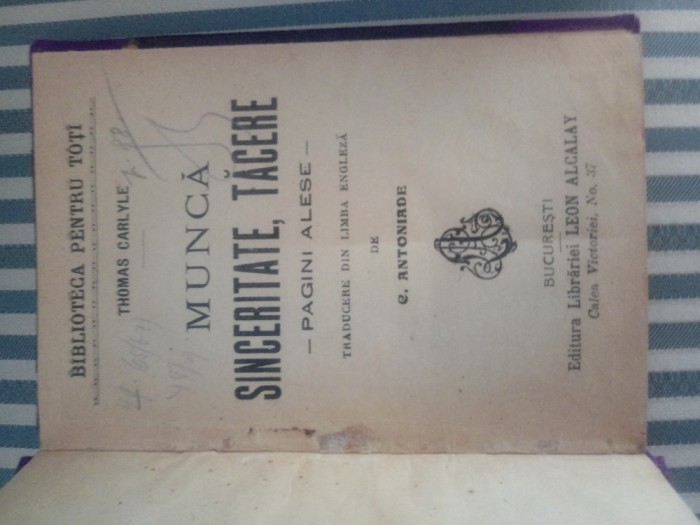 BIBLIOTECA PENTRU TOȚI
THOMAS CARLYLE
MUNCĂ
SINCERITATE, TĂCERE
— PAGINI ALESE —
TRADUCERE DIN LIMBA ENGLEZĂ
DE
C. ANTONIADE
BUCUREȘTI
Editura Librăriei LEON ALCALAY
Calea Victoriei, No. 37